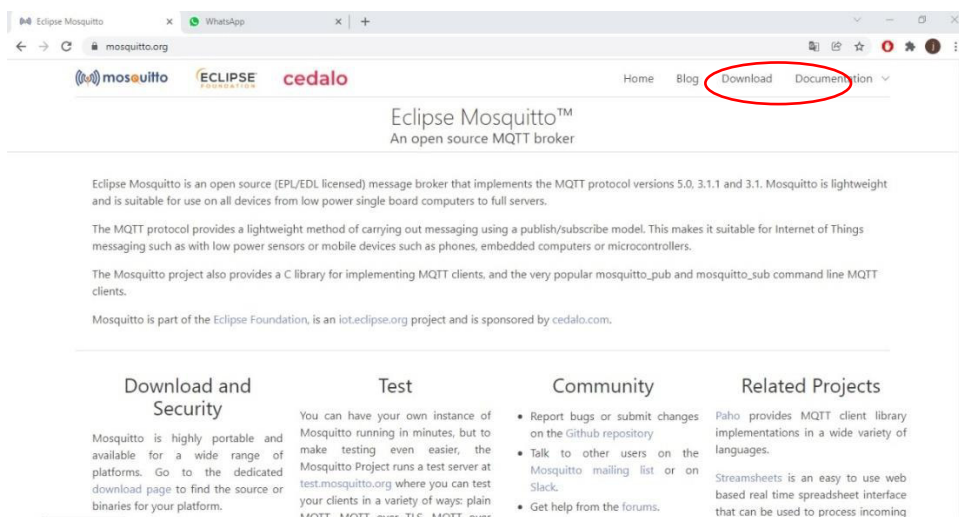 Eclipse Mosquitto
WhatsApp
mosquitto.org
mosquitto
ECLIPSE
FOUNDATION
cedalo
Home Blog Download Documentation
Eclipse Mosquitto™
An open source MQTT broker
Eclipse Mosquitto is an open source (EPL/EDL licensed) message broker that implements the MQTT protocol versions 5.0, 3.1.1 and 3.1. Mosquitto is lightweight
and is suitable for use on all devices from low power single board computers to full servers.
The MQTT protocol provides a lightweight method of carrying out messaging using a publish/subscribe model. This makes it suitable for Internet of Things
messaging such as with low power sensors or mobile devices such as phones, embedded computers or microcontrollers.
The Mosquitto project also provides a C library for implementing MQTT clients, and the very popular mosquitto_pub and mosquitto_sub command line MQTT
clients.
Mosquitto is part of the Eclipse Foundation, is an iot.eclipse.org project and is sponsored by cedalo.com.
Download and
Security
Mosquitto is highly portable and
available for a wide range of
platforms. Go to the dedicated
download page to find the source or
binaries for your platform.
Test
You can have your own instance of
Mosquitto running in minutes, but to
make testing even easier, the
Mosquitto Project runs a test server at
test.mosquitto.org where you can test
your clients in a variety of ways: plain
MQTT, MQTT over TLS, MQTT over
Community
• Report bugs or submit changes
on the Github repository
• Talk to other users on the
Mosquitto mailing list or on
Slack.
• Get help from the forums.
Related Projects
Paho provides MQTT client library
implementations in a wide variety of
languages.
Streamsheets is an easy to use web
based real time spreadsheet interface
that can be used to process incoming